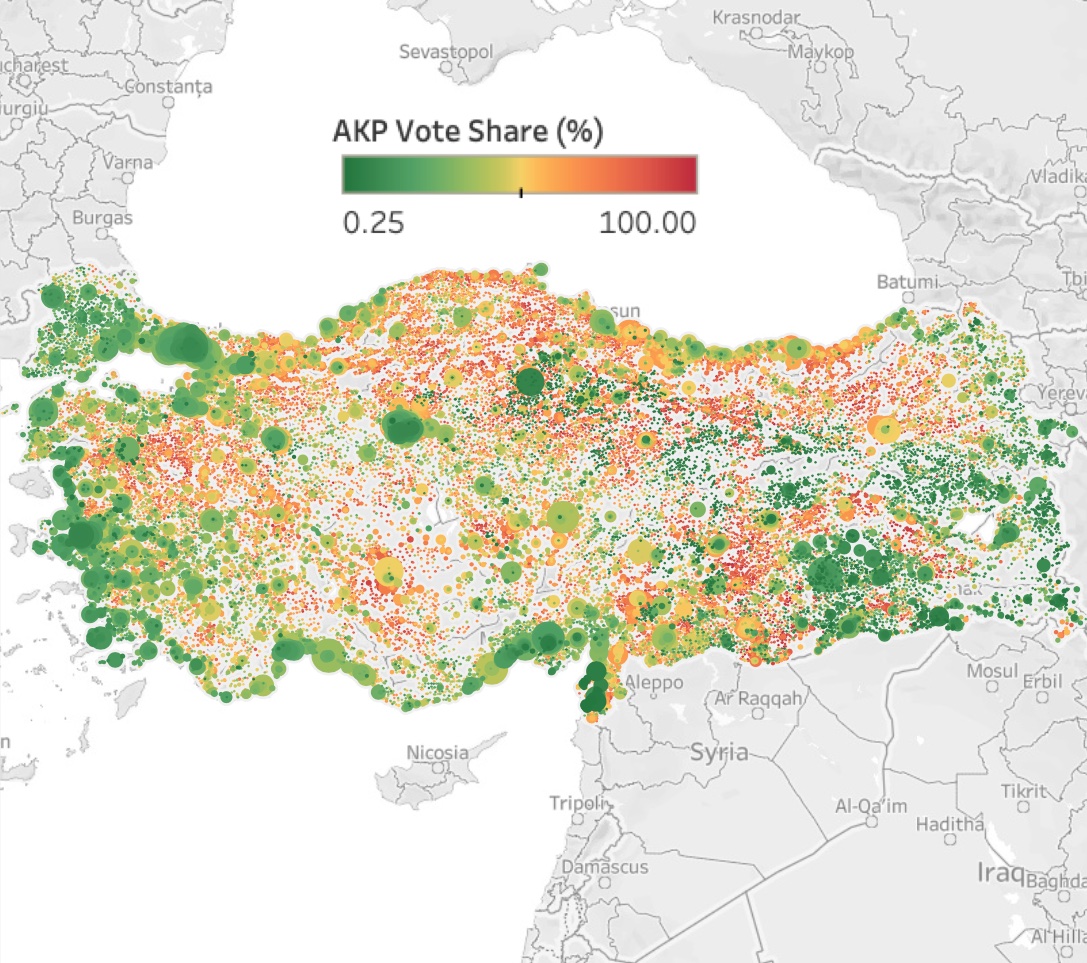 Krasnodar
Sevastopol
Maykop
ucharest
Constanța
iurgiu
AKP Vote Share (%)
Varna
Vladika
0.25
100.00
Burgas
Batumi
Tbi
sun
Yereva
Mosul
Erbil
Aleppo
Ar Raqqah
Nicosia
Syria
n
Tikrit
Tripoli
Al-Qa'im
Haditha
Damascus
Iraq
Baghda
Al Hilla